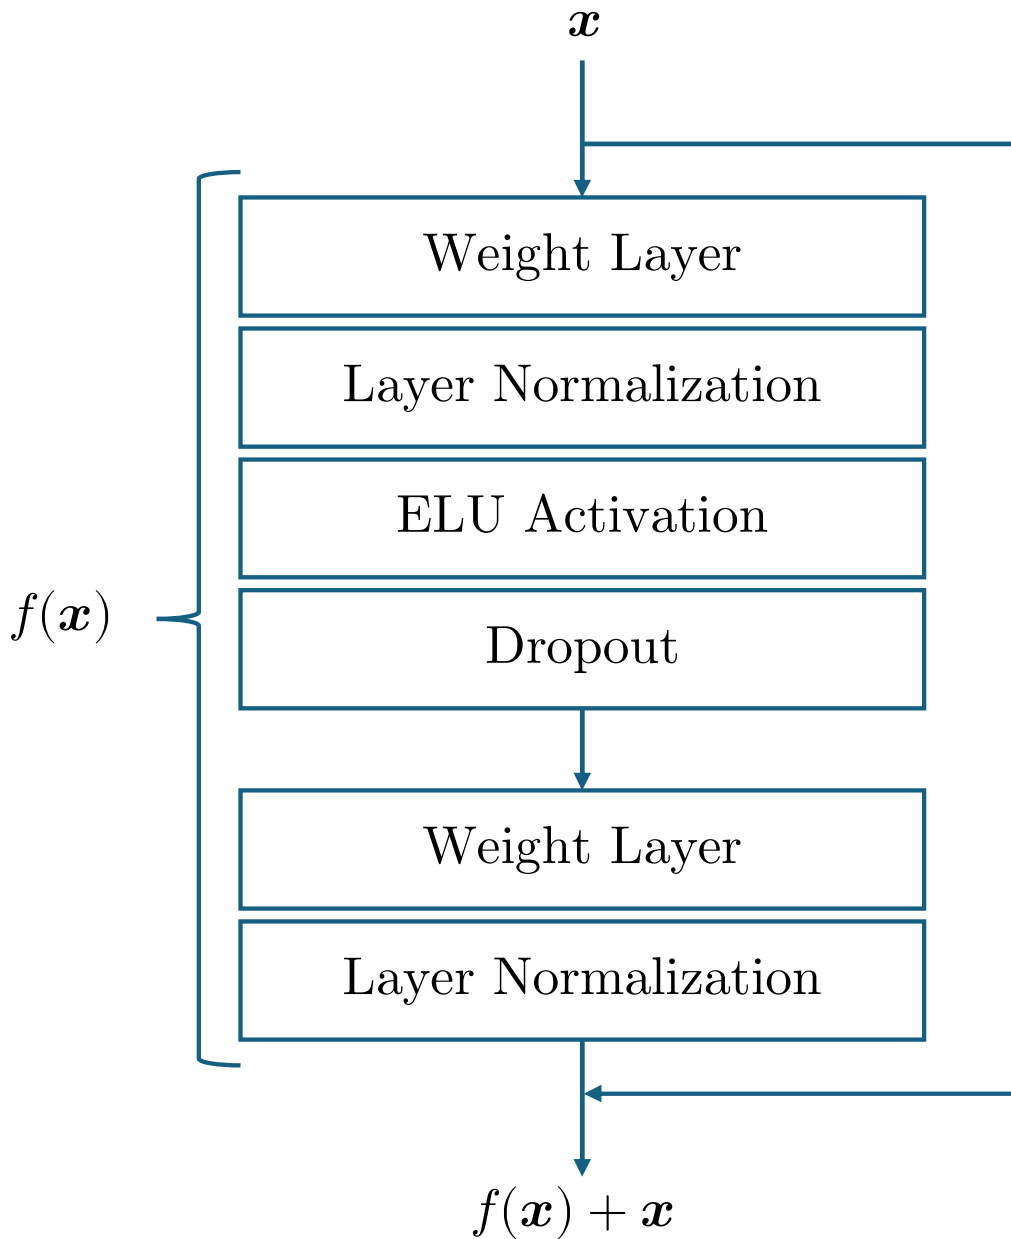 x
Weight Layer
Layer Normalization
ELU Activation
f(x)
Dropout
Weight Layer
Layer Normalization
f(x) + x